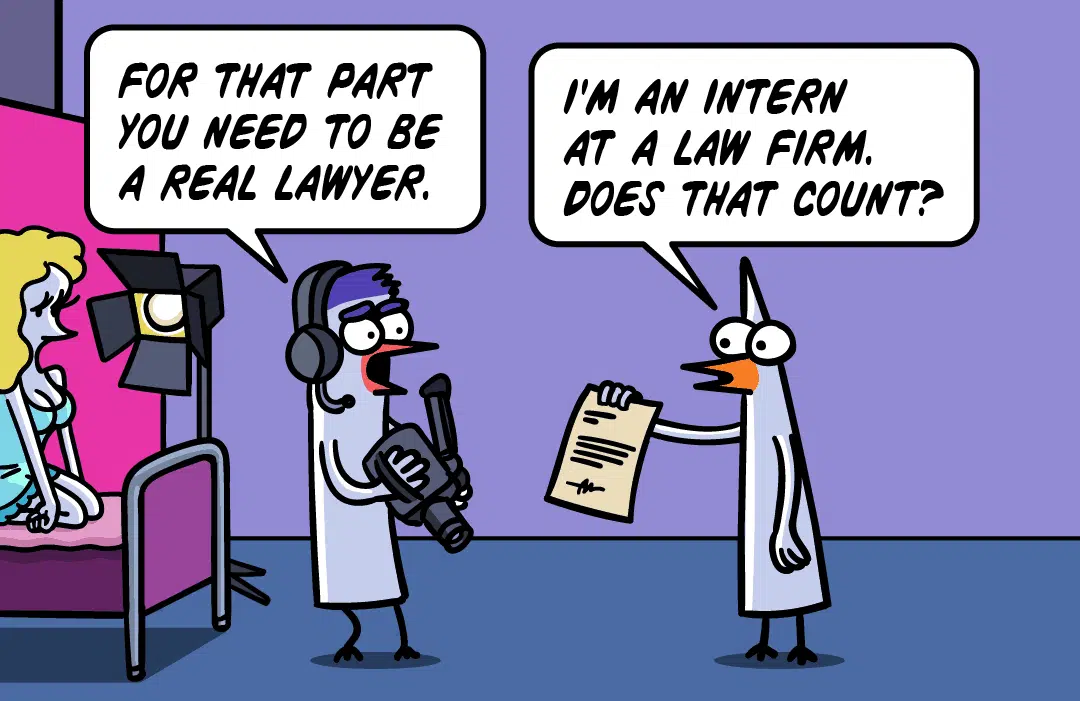 FOR THAT PART
YOU NEED TO BE
A REAL LAWYER.
I'M AN INTERN
AT A LAW FIRM.
DOES THAT COUNT?